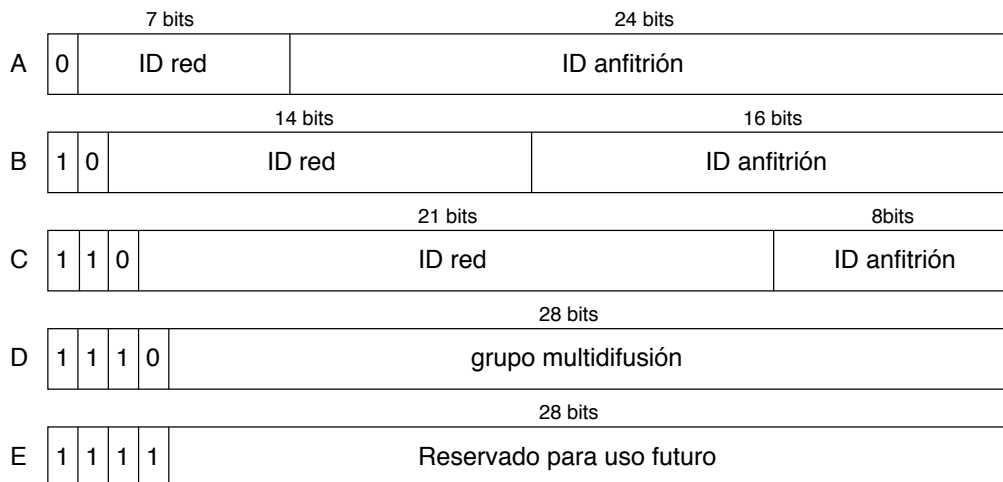 7 bits 24 bits
A 0 ID red ID anfitrión
14 bits 16 bits
B 1 0 ID red ID anfitrión
21 bits 8bits
C 1 1 0 ID red ID anfitrión
28 bits
D 1 1 1 0 grupo multidifusión
28 bits
E 1 1 1 1 Reservado para uso futuro